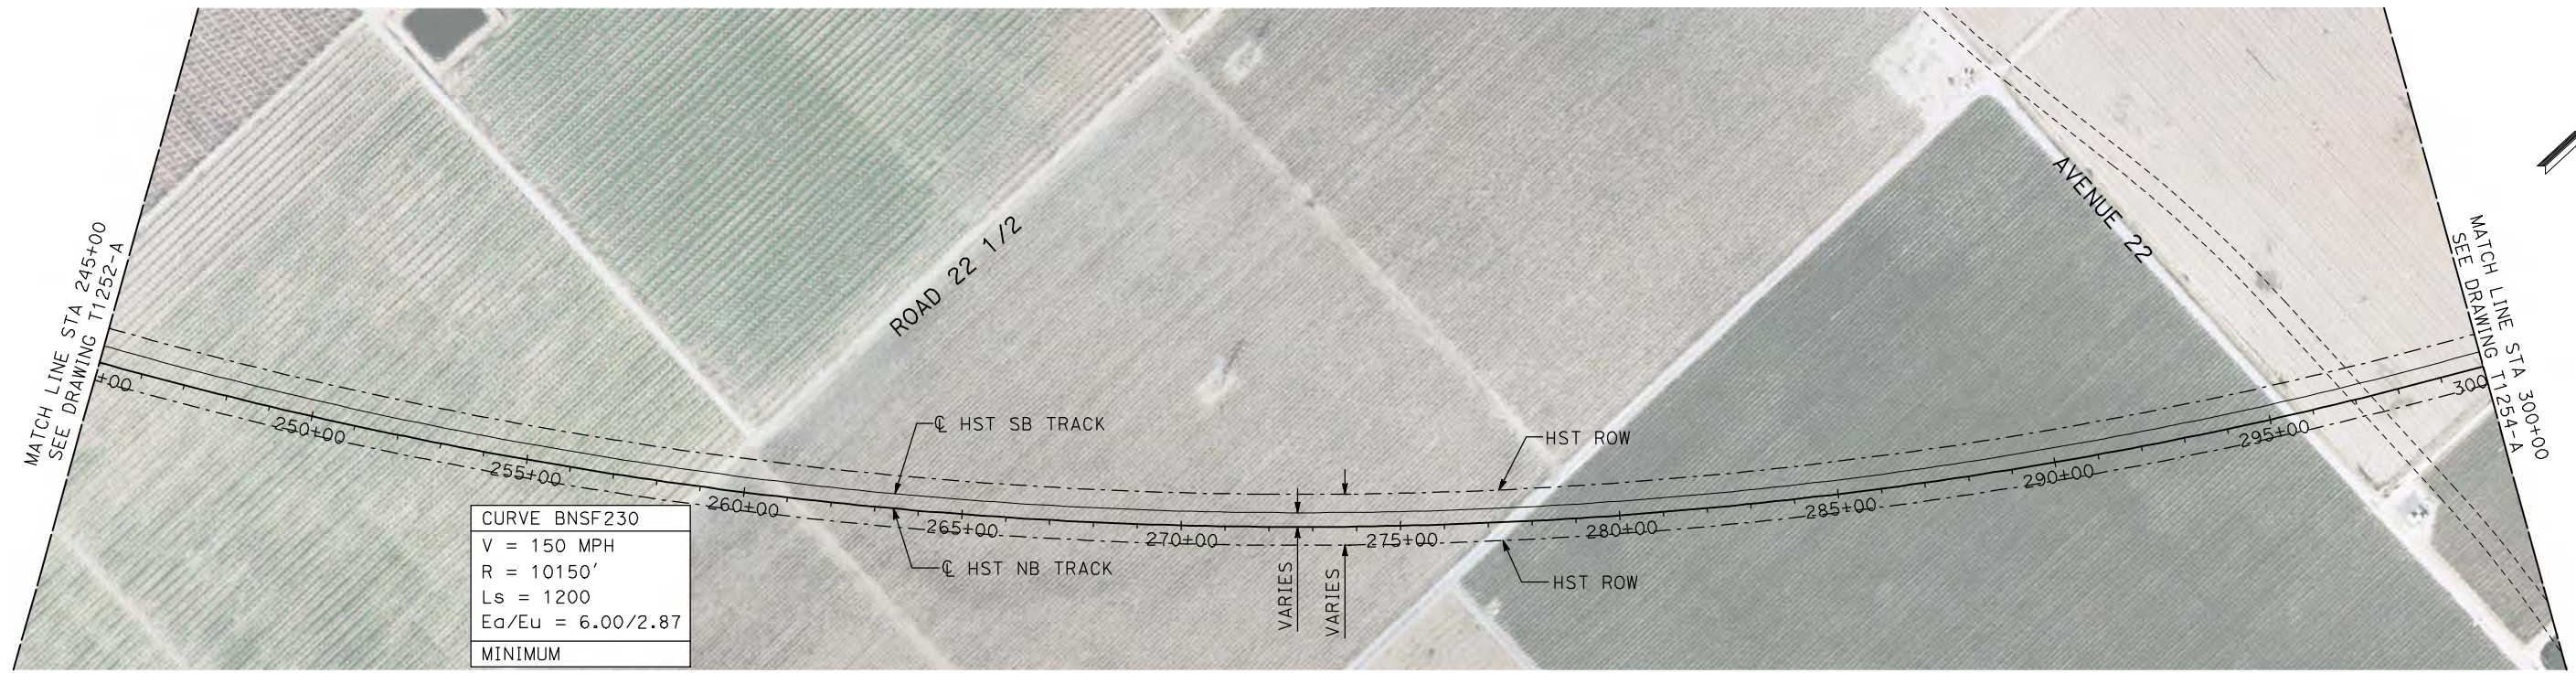 MATCH LINE STA 245+00
SEE DRAWING T1252-A
+00
250+00
255+00
260+00
265+00
270+00
275+00
280+00
285+00
290+00
295+00
300
ROAD 22 1/2
AVENUE 22
℄ HST SB TRACK
℄ HST NB TRACK
HST ROW
HST ROW
VARIES
VARIES
CURVE BNSF230
V = 150 MPH
R = 10150'
Ls = 1200
Ea/Eu = 6.00/2.87
MINIMUM
MATCH LINE STA 300+00
SEE DRAWING T1254-A